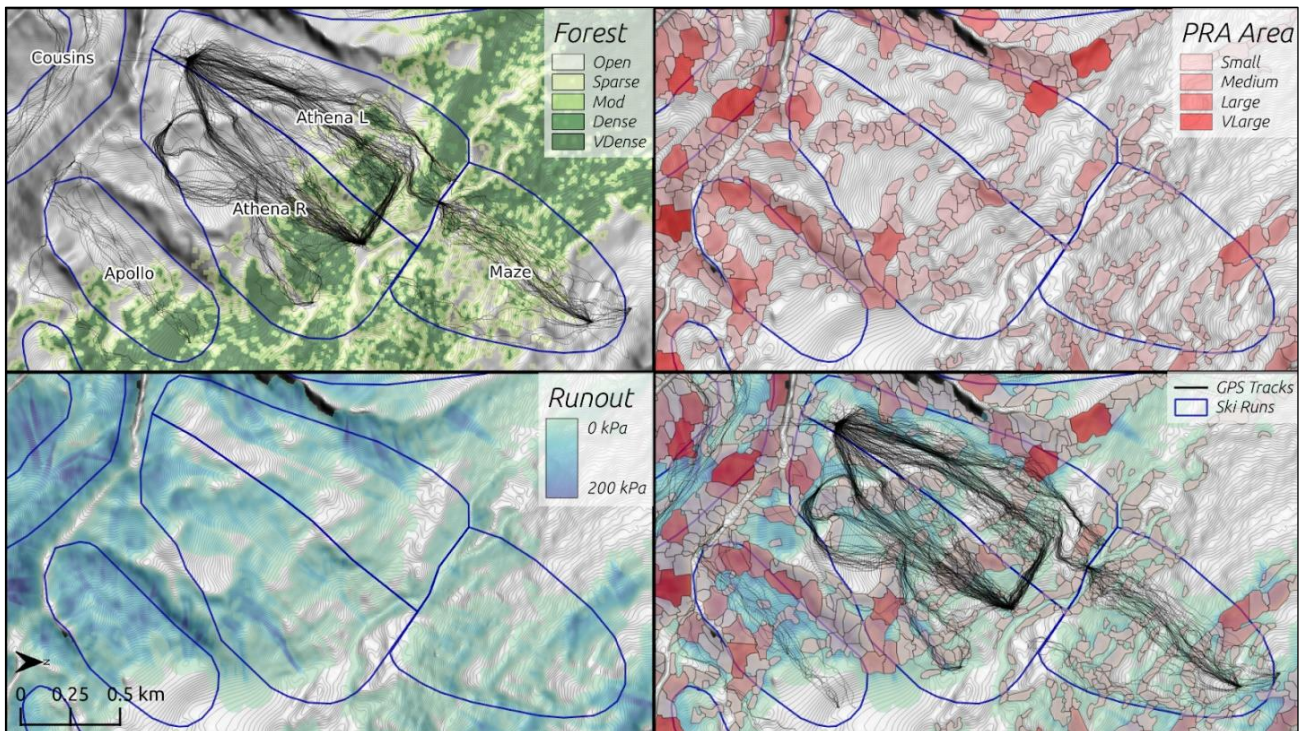 Forest
Open
Sparse
Mod
Dense
VDense
Cousins
Athena L
Athena R
Apollo
Maze
PRA Area
Small
Medium
Large
VLarge
Runout
0 kPa
200 kPa
N
0 0.25 0.5 km
GPS Tracks
Ski Runs